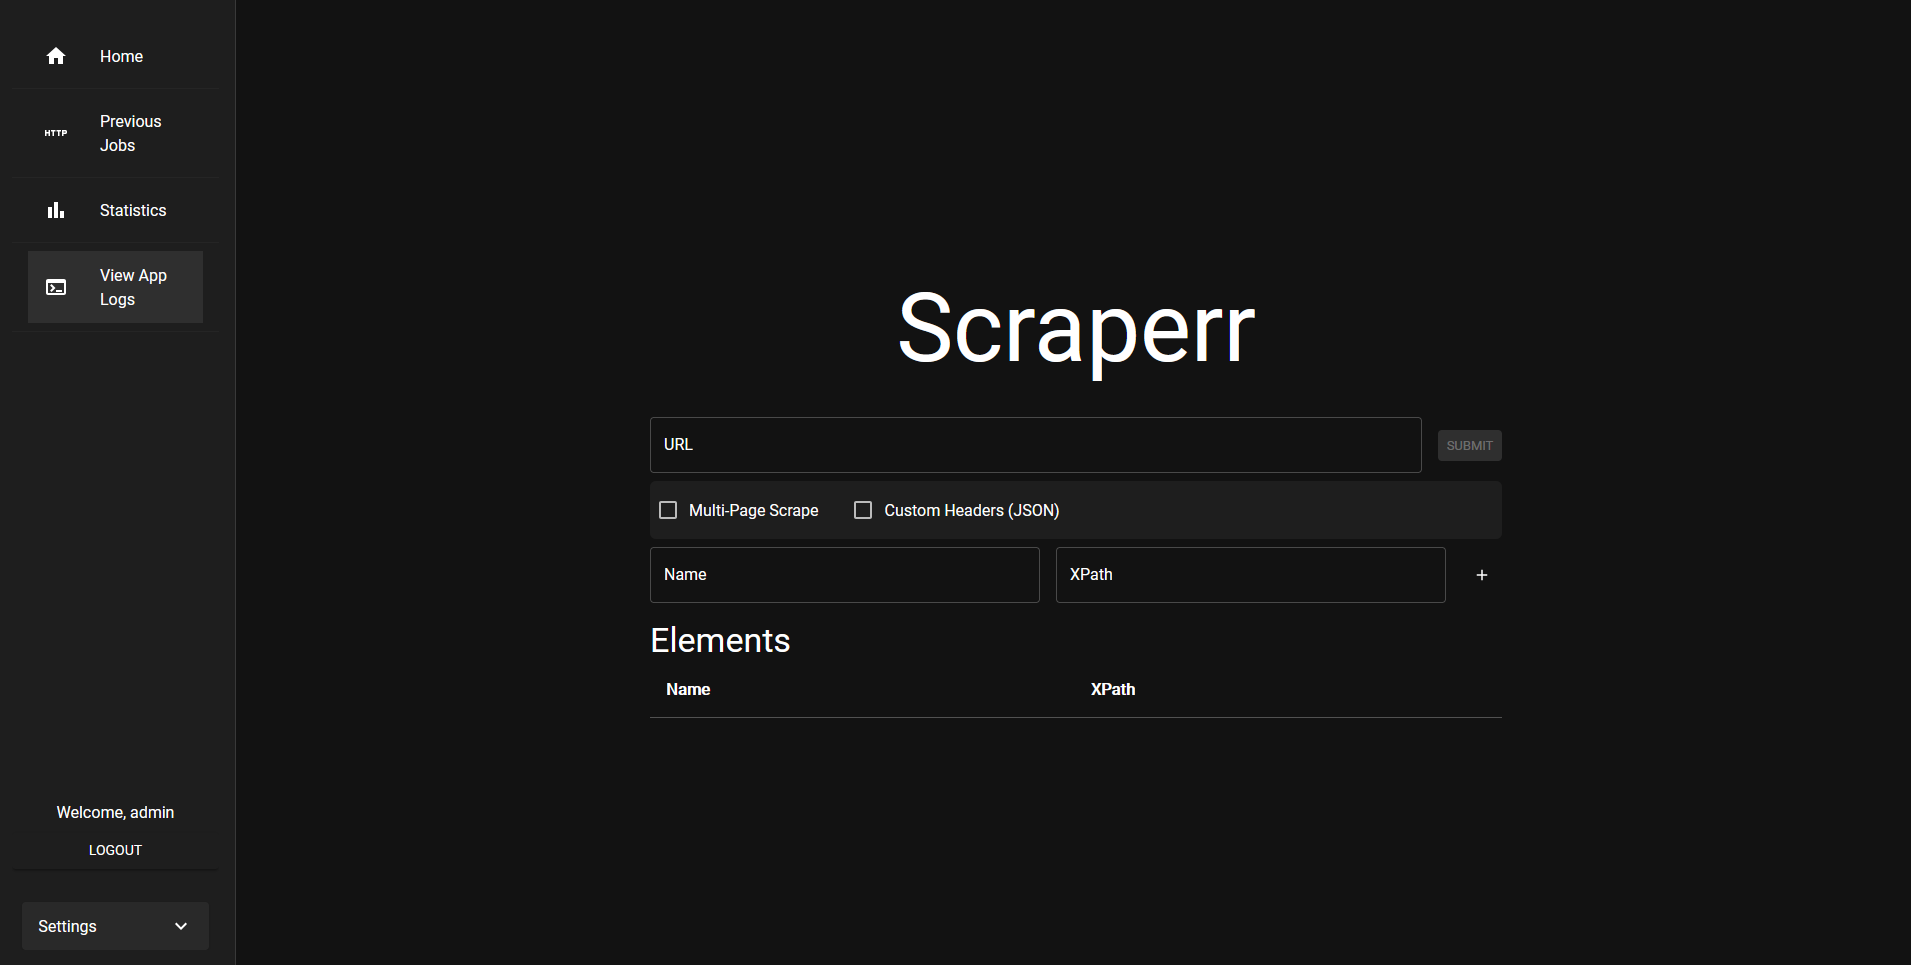 Home
HTTP
Previous
Jobs
Statistics
View App
Logs
Welcome, admin
LOGOUT
Settings
Scraperr
URL
SUBMIT
Multi-Page Scrape
Custom Headers (JSON)
Name
XPath
+
Elements
Name
XPath